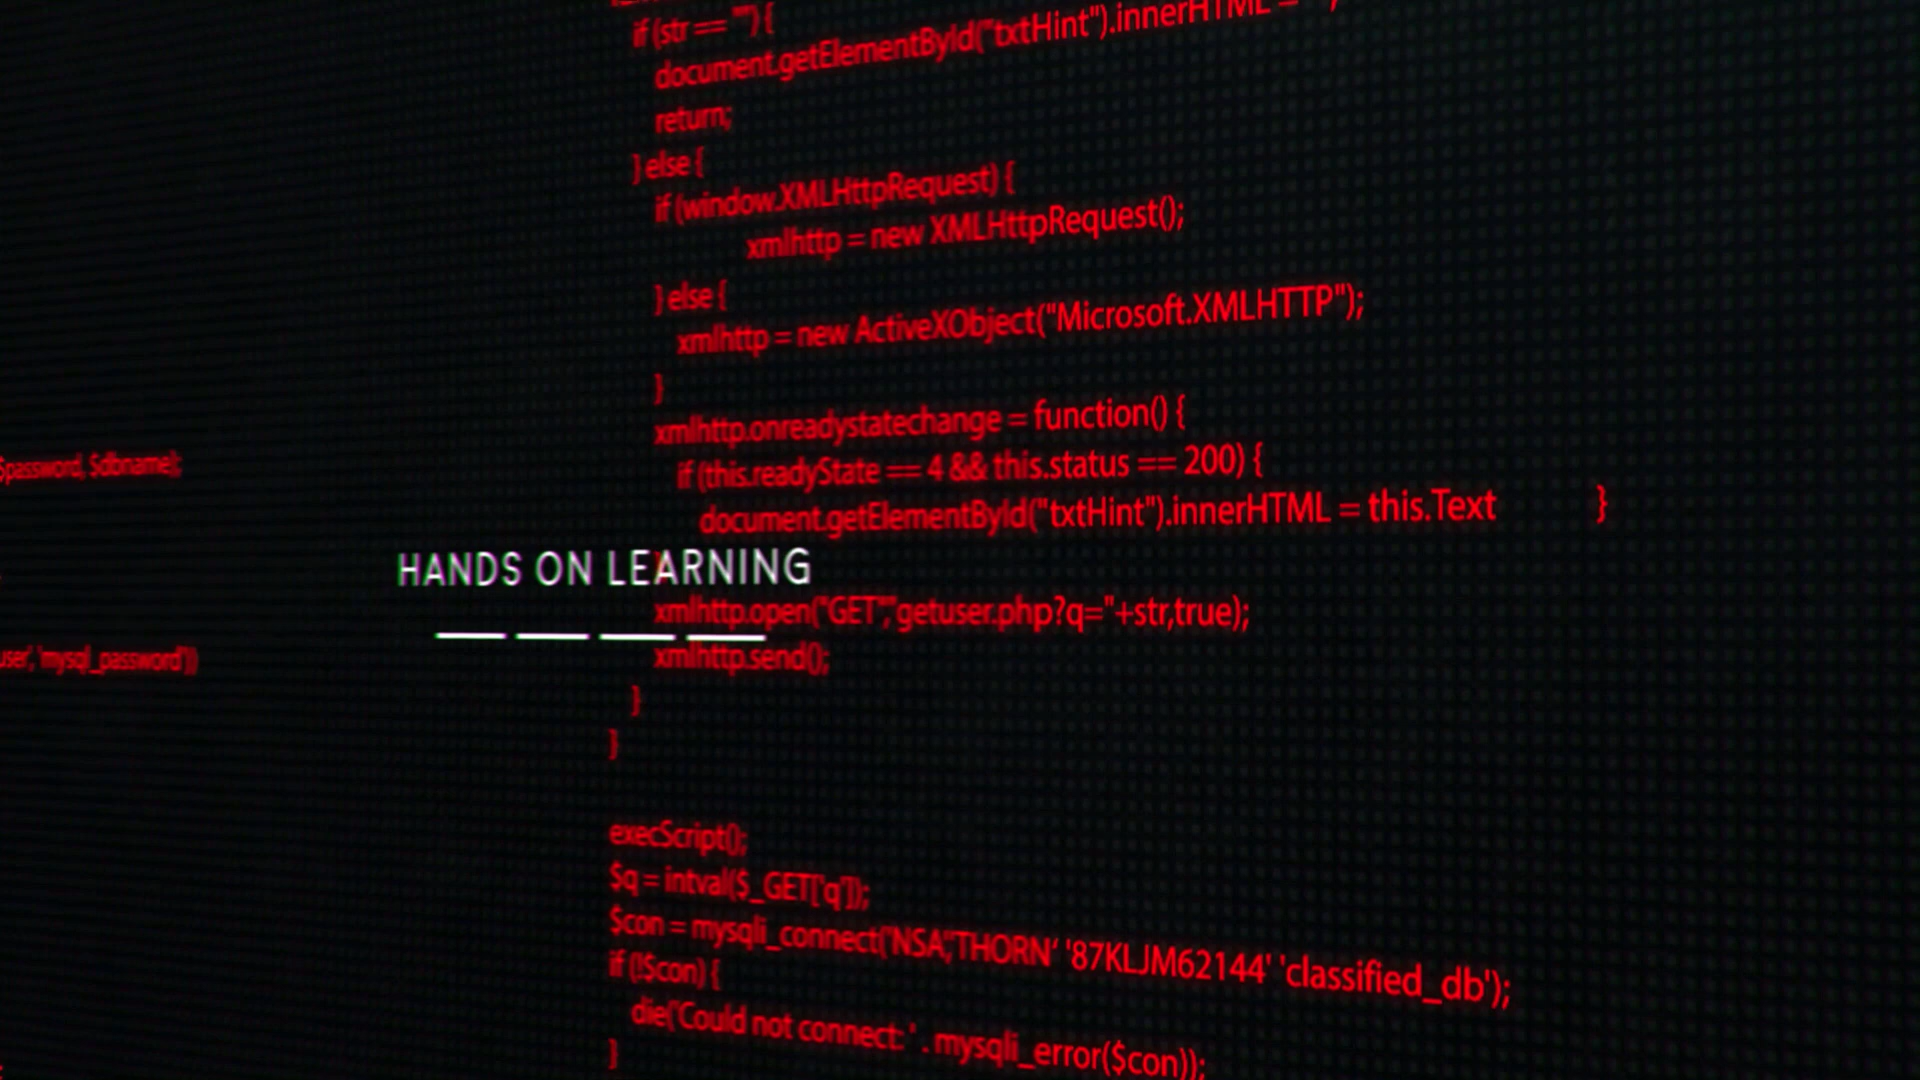 if (str == "") {
document.getElementById("txtHint").innerHTML =
return;
} else {
if (window.XMLHttpRequest) {
xmlhttp = new XMLHttpRequest();
} else {
xmlhttp = new ActiveXObject("Microsoft.XMLHTTP");
}
xmlhttp.onreadystatechange = function() {
if (this.readyState == 4 && this.status == 200) {
document.getElementById("txtHint").innerHTML = this.Text }
$password, $dbname);
HANDS ON LEARNING
xmlhttp.open("GET","getuser.php?q="+str,true);
xmlhttp.send();
user', 'mysql_password'))
}
}
execScript();
$q = intval($_GET['q']);
$con = mysqli_connect('NSA','THORN' '87KLJM62144' 'classified_db');
if (!$con) {
die('Could not connect: ' . mysqli_error($con));
}